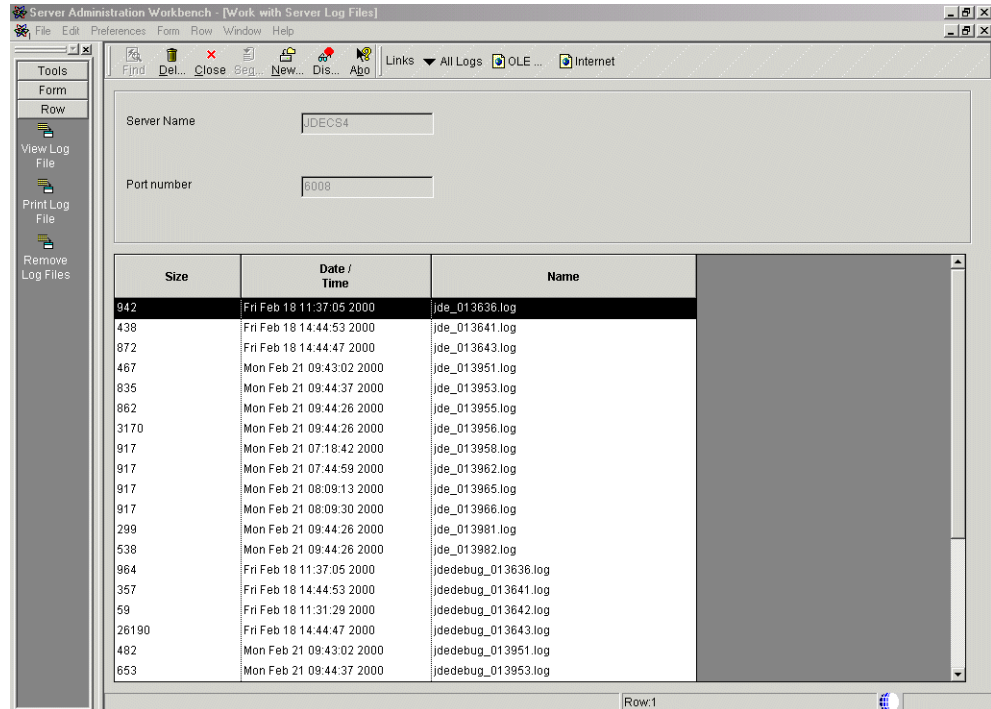 Server Administration Workbench - [Work with Server Log Files]
File Edit Preferences Form Row Window Help
Find Del... Close Seq... New... Dis... Abo Links All Logs OLE ... Internet
Tools
Form
Row
View Log
File
Print Log
File
Remove
Log Files
Server Name JDECS4
Port number 6008
Size Date /
Time Name
942 Fri Feb 18 11:37:05 2000 jde_013636.log
438 Fri Feb 18 14:44:53 2000 jde_013641.log
872 Fri Feb 18 14:44:47 2000 jde_013643.log
467 Mon Feb 21 09:43:02 2000 jde_013951.log
835 Mon Feb 21 09:44:37 2000 jde_013953.log
862 Mon Feb 21 09:44:26 2000 jde_013955.log
3170 Mon Feb 21 09:44:26 2000 jde_013956.log
917 Mon Feb 21 07:18:42 2000 jde_013958.log
917 Mon Feb 21 07:44:59 2000 jde_013962.log
917 Mon Feb 21 08:09:13 2000 jde_013965.log
917 Mon Feb 21 08:09:30 2000 jde_013966.log
299 Mon Feb 21 09:44:26 2000 jde_013981.log
538 Mon Feb 21 09:44:26 2000 jde_013982.log
964 Fri Feb 18 11:37:05 2000 jdedebug_013636.log
357 Fri Feb 18 14:44:53 2000 jdedebug_013641.log
59 Fri Feb 18 11:31:29 2000 jdedebug_013642.log
26190 Fri Feb 18 14:44:47 2000 jdedebug_013643.log
482 Mon Feb 21 09:43:02 2000 jdedebug_013951.log
653 Mon Feb 21 09:44:37 2000 jdedebug_013953.log
Row:1